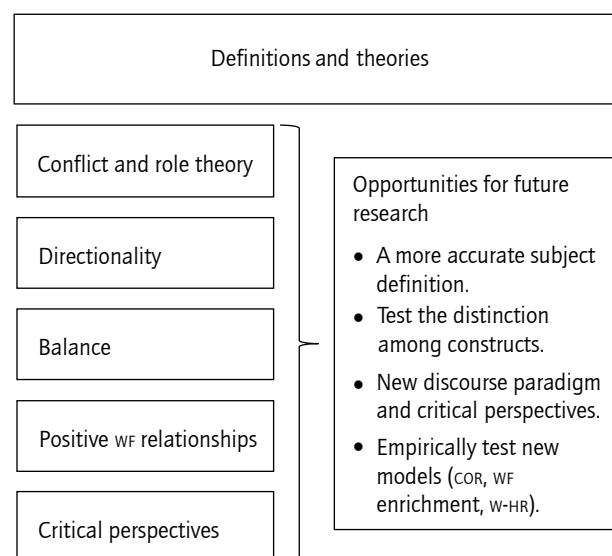 Definitions and theories
Conflict and role theory
Directionality
Balance
Positive WF relationships
Critical perspectives
Opportunities for future
research
• A more accurate subject
definition.
• Test the distinction
among constructs.
• New discourse paradigm
and critical perspectives.
• Empirically test new
models (COR, WF
enrichment, W-HR).